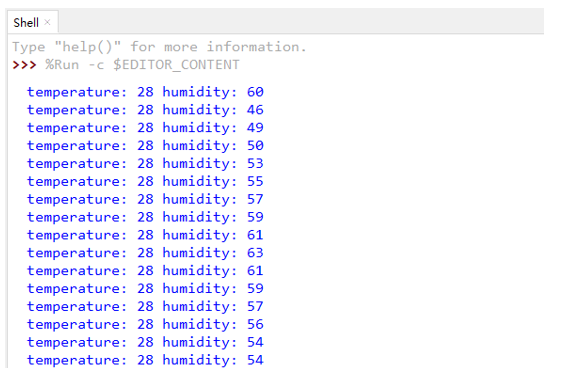 Shell ×
Type "help()" for more information.
>>> %Run -c $EDITOR_CONTENT
temperature: 28 humidity: 60
temperature: 28 humidity: 46
temperature: 28 humidity: 49
temperature: 28 humidity: 50
temperature: 28 humidity: 53
temperature: 28 humidity: 55
temperature: 28 humidity: 57
temperature: 28 humidity: 59
temperature: 28 humidity: 61
temperature: 28 humidity: 63
temperature: 28 humidity: 61
temperature: 28 humidity: 59
temperature: 28 humidity: 57
temperature: 28 humidity: 56
temperature: 28 humidity: 54
temperature: 28 humidity: 54